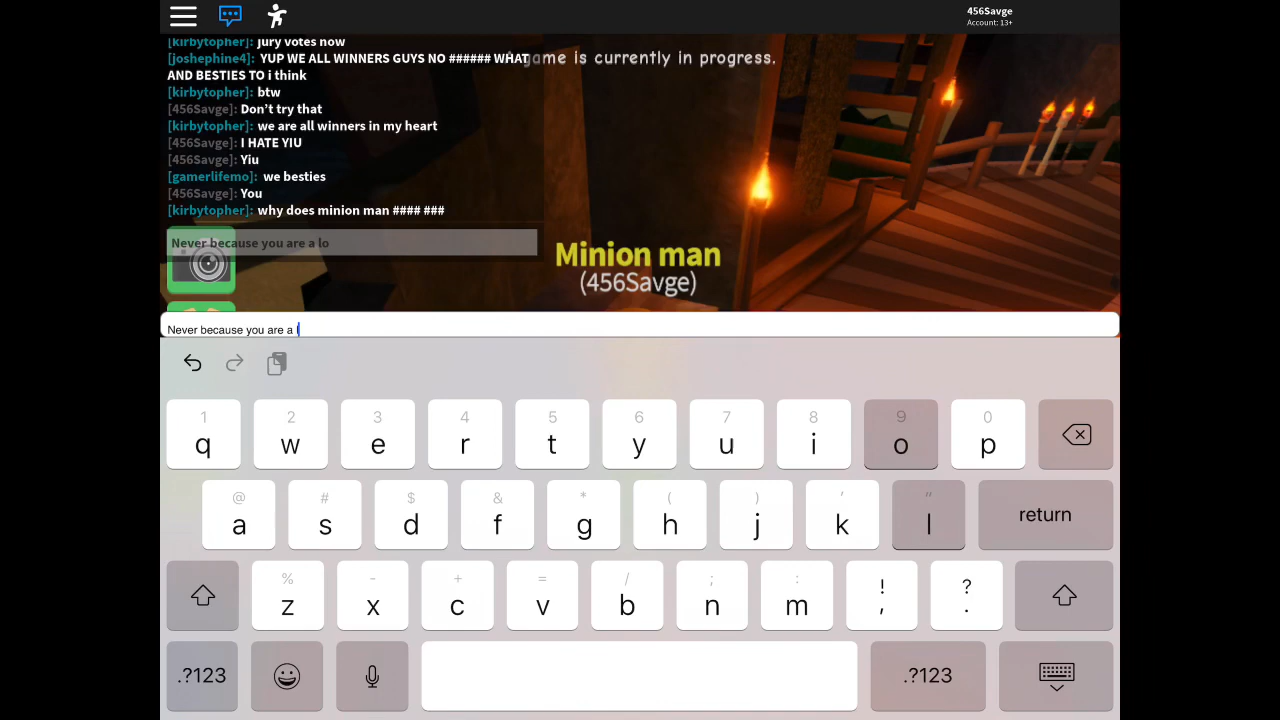 456Savge
Account: 13+
[kirbytopher]: jury votes now
[joshephine4]: YUP WE ALL WINNERS GUYS NO ###### WHAT
AND BESTIES TO i think
game is currently in progress.
[kirbytopher]: btw
[456Savge]: Don't try that
[kirbytopher]: we are all winners in my heart
[456Savge]: I HATE YIU
[456Savge]: Yiu
[gamerlifemo]: we besties
[456Savge]: You
[kirbytopher]: why does minion man #### ###
Never because you are a lo
Minion man
(456Savge)
Never because you are a l
1 2 3 4 5 6 7 8 9 0
q w e r t y u i o p
@ # $ & * ( ) ' "
a s d f g h j k l return
% - + = / ; : ! ?
z x c v b n m , .
.?123 .?123